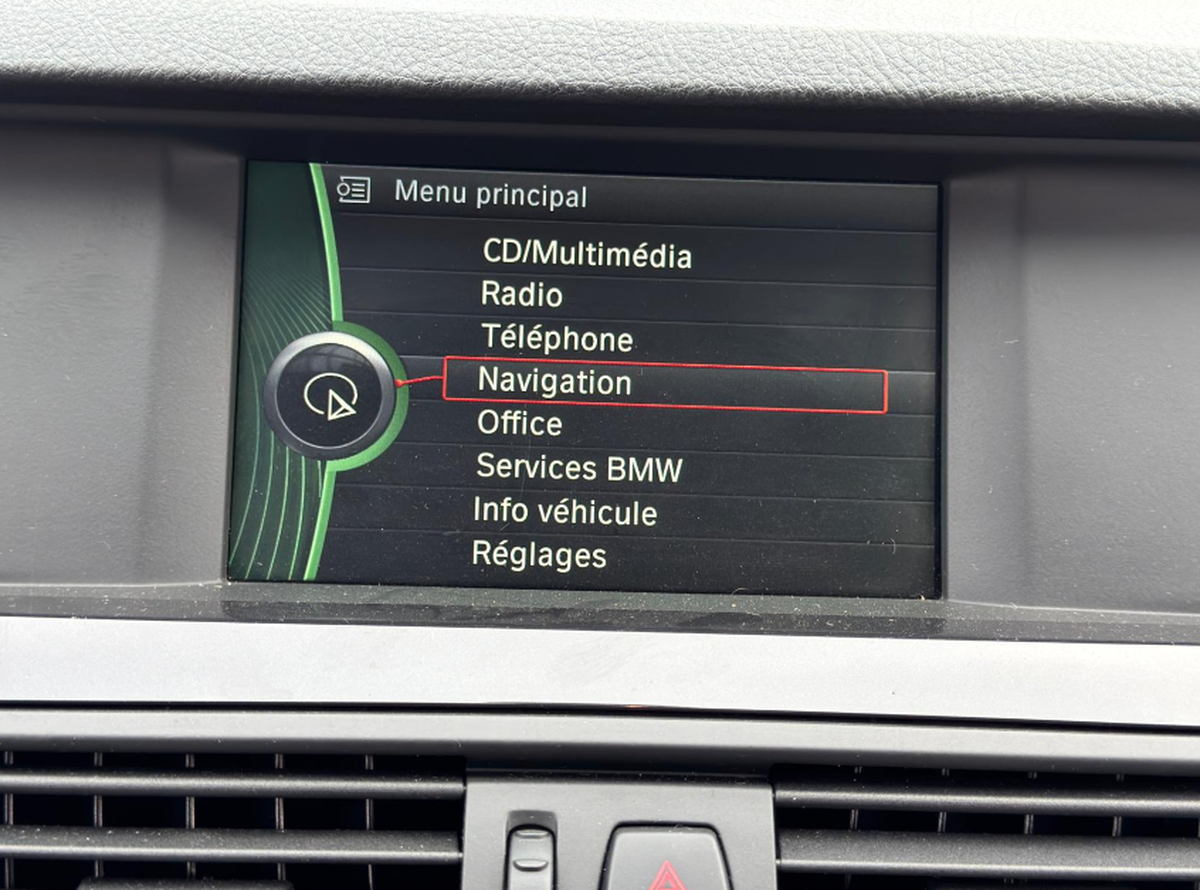 Menu principal
CD/Multimédia
Radio
Téléphone
Navigation
Office
Services BMW
Info véhicule
Réglages